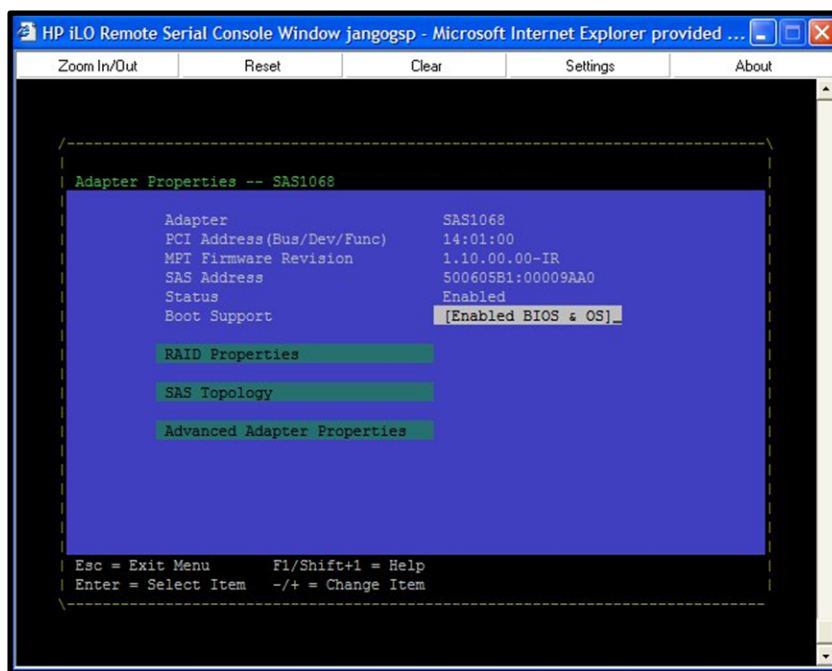 HP iLO Remote Serial Console Window jangogsp - Microsoft Internet Explorer provided ...
Zoom In/Out Reset Clear Settings About
/--------------------------------------------------------------------------------\
Adapter Properties -- SAS1068
Adapter SAS1068
PCI Address(Bus/Dev/Func) 14:01:00
MPT Firmware Revision 1.10.00.00-IR
SAS Address 500605B1:00009AA0
Status Enabled
Boot Support [Enabled BIOS & OS]_
RAID Properties
SAS Topology
Advanced Adapter Properties
Esc = Exit Menu F1/Shift+1 = Help
Enter = Select Item -/+ = Change Item
\--------------------------------------------------------------------------------